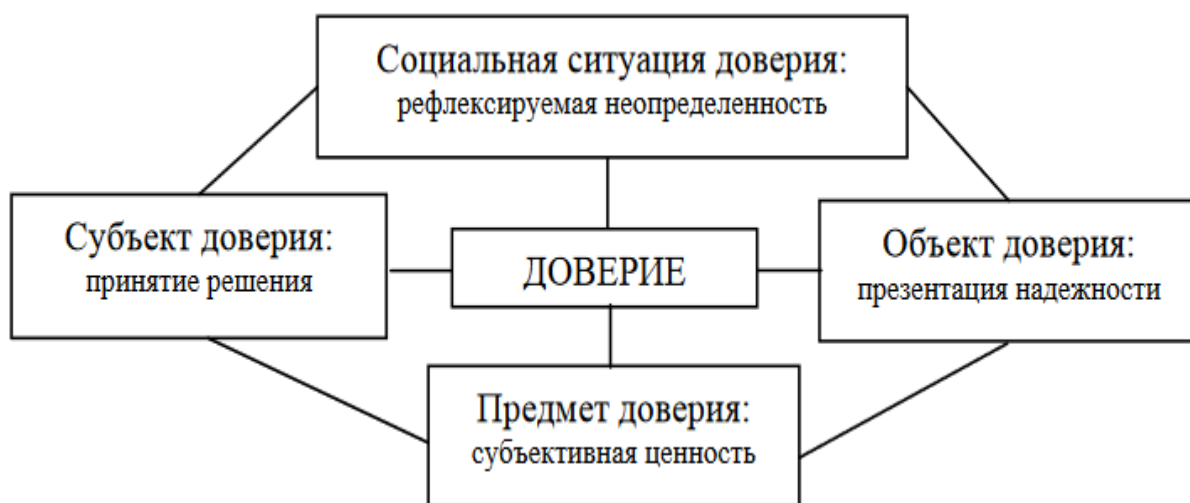 Социальная ситуация доверия:
рефлексируемая неопределенность
Субъект доверия:
принятие решения
ДОВЕРИЕ
Объект доверия:
презентация надежности
Предмет доверия:
субъективная ценность